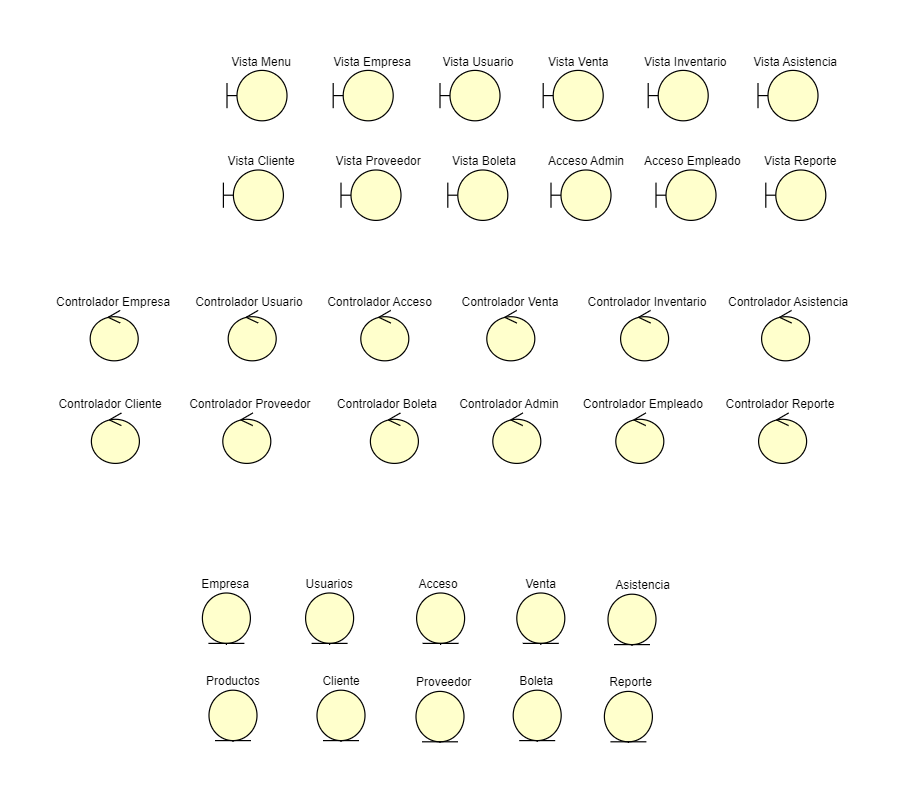 Vista Menu
Vista Empresa
Vista Usuario
Vista Venta
Vista Inventario
Vista Asistencia
Vista Cliente
Vista Proveedor
Vista Boleta
Acceso Admin
Acceso Empleado
Vista Reporte
Controlador Empresa
Controlador Usuario
Controlador Acceso
Controlador Venta
Controlador Inventario
Controlador Asistencia
Controlador Cliente
Controlador Proveedor
Controlador Boleta
Controlador Admin
Controlador Empleado
Controlador Reporte
Empresa
Usuarios
Acceso
Venta
Asistencia
Productos
Cliente
Proveedor
Boleta
Reporte